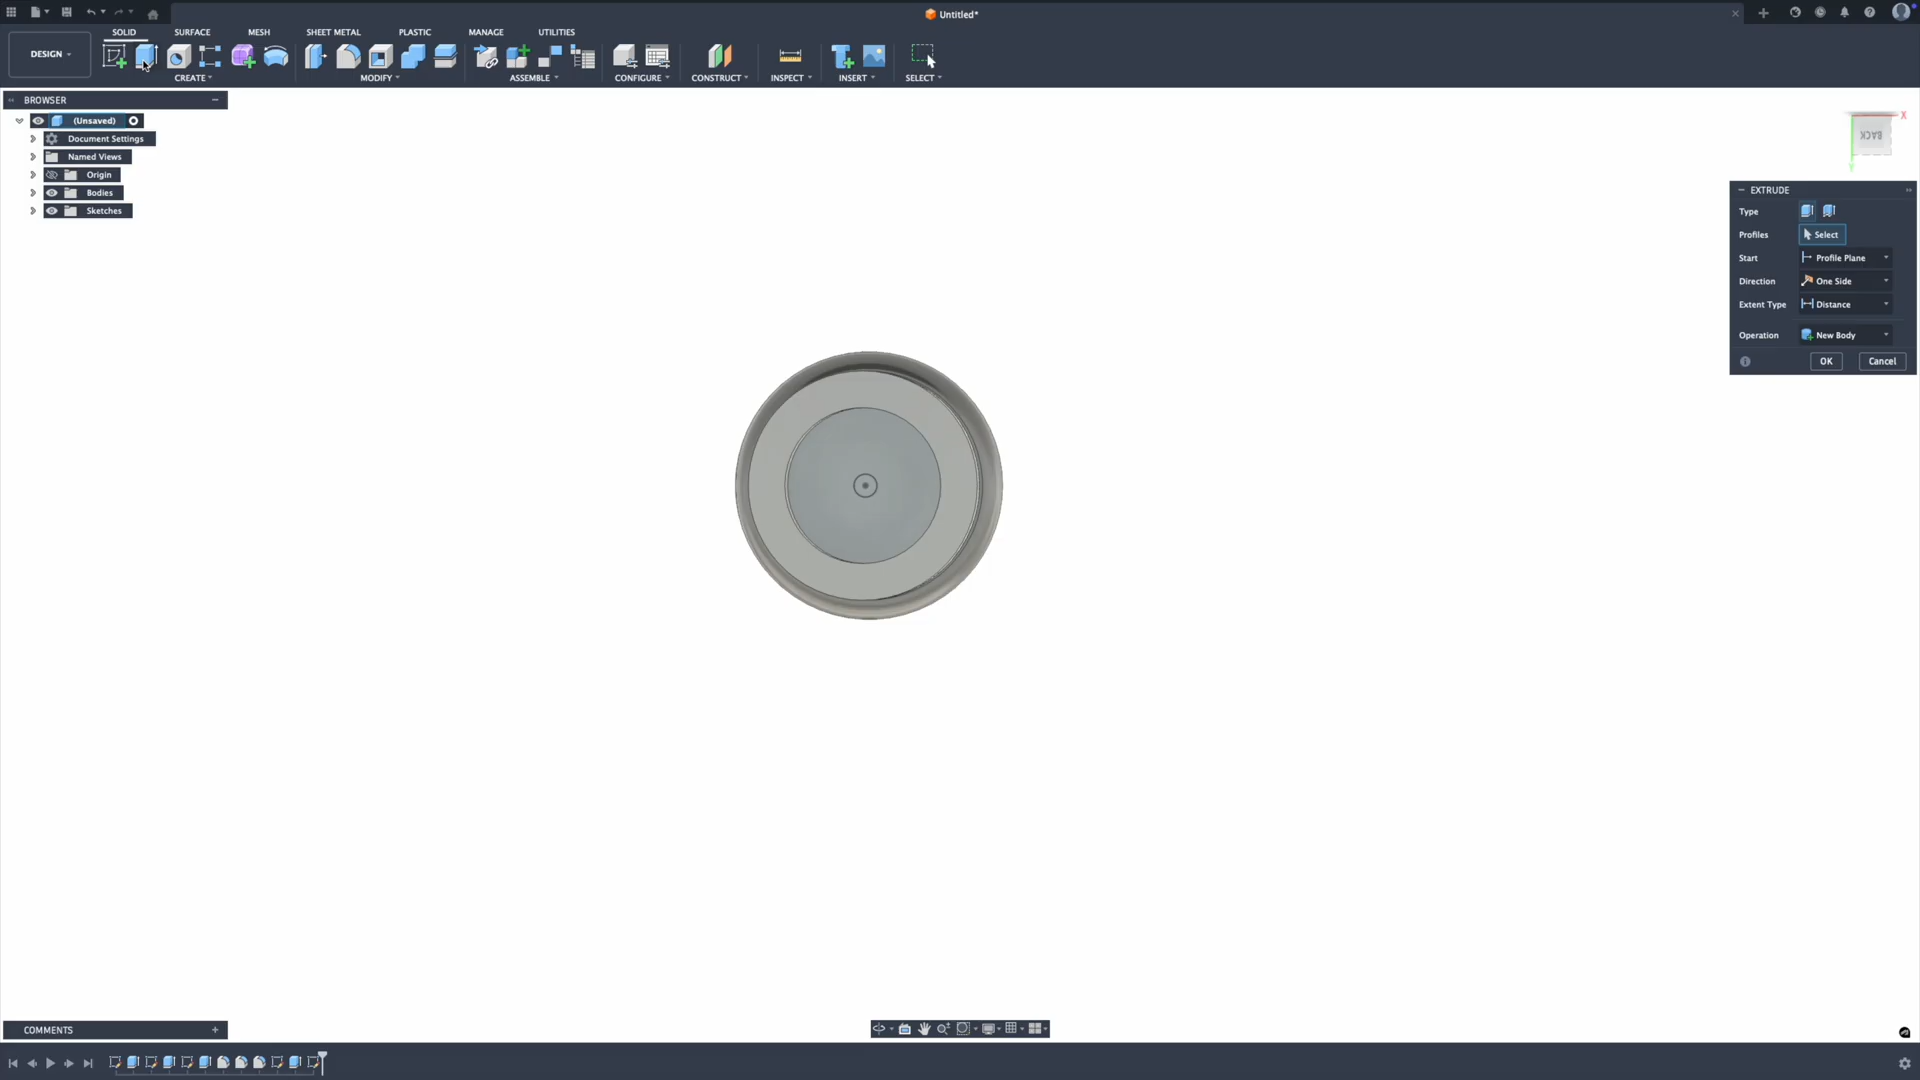 Untitled*
SOLID
SURFACE
MESH
SHEET METAL
PLASTIC
MANAGE
UTILITIES
DESIGN
CREATE
MODIFY
ASSEMBLE
CONFIGURE
CONSTRUCT
INSPECT
INSERT
SELECT
BROWSER
(Unsaved)
Document Settings
Named Views
Origin
Bodies
Sketches
X
BACK
Y
EXTRUDE
Type
Profiles Select
Start Profile Plane
Direction One Side
Extent Type Distance
Operation New Body
OK Cancel
COMMENTS